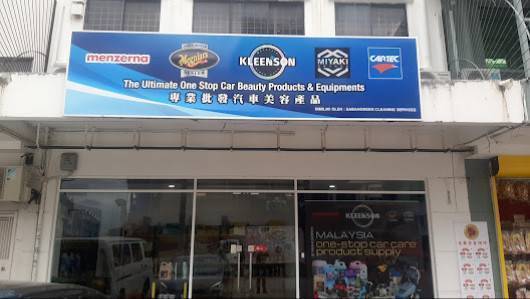 menzerna
Meguiar's
KLEENSON
MIYAKI
CARTEC
The Ultimate One Stop Car Beauty Products & Equipments
專業批發汽車美容產品
KLEENSON
MALAYSIA
one-stop car care
product supply